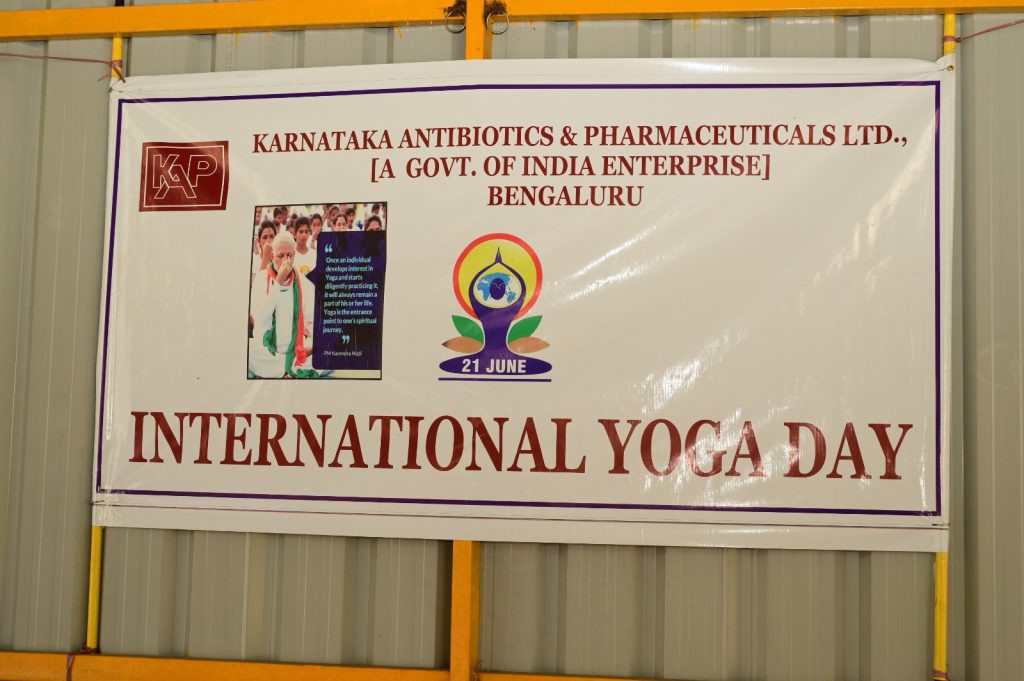 KARNATAKA ANTIBIOTICS & PHARMACEUTICALS LTD.,
[A GOVT. OF INDIA ENTERPRISE]
BENGALURU
KAP
“
Once an individual
develops interest in
Yoga and starts
diligently practicing it,
it will always remain a
part of his or her life.
Yoga is the entrance
point to one's spiritual
journey.
”
- PM Narendra Modi
21 JUNE
INTERNATIONAL YOGA DAY